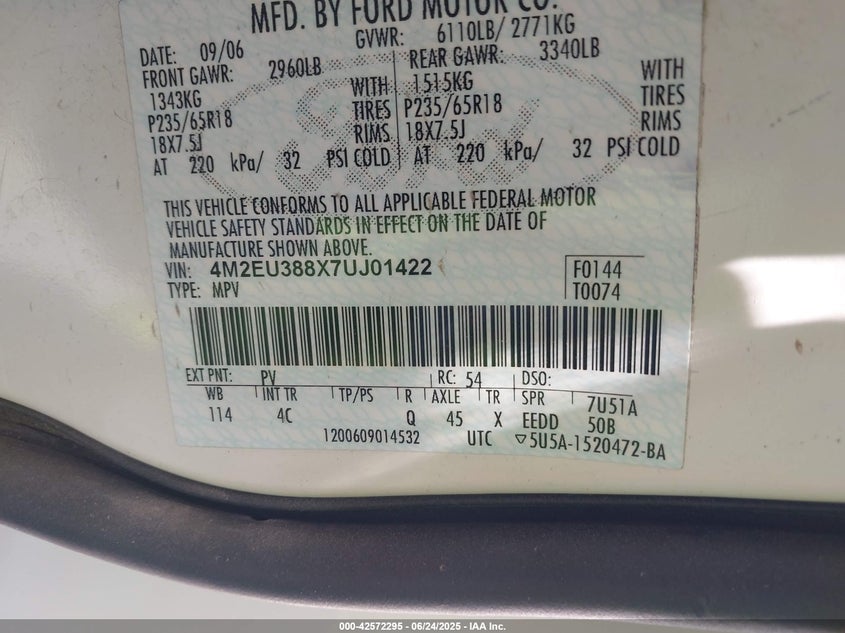 MFD. BY FORD MOTOR CO.
DATE: 09/06 GVWR: 6110LB/ 2771KG
FRONT GAWR: 2960LB REAR GAWR: 3340LB
1343KG WITH 1515KG WITH
P235/65R18 TIRES P235/65R18 TIRES
18X7.5J RIMS 18X7.5J RIMS
AT 220 kPa/ 32 PSI COLD AT 220 kPa/ 32 PSI COLD
Ford
THIS VEHICLE CONFORMS TO ALL APPLICABLE FEDERAL MOTOR
VEHICLE SAFETY STANDARDS IN EFFECT ON THE DATE OF
MANUFACTURE SHOWN ABOVE.
VIN: 4M2EU388X7UJ01422 F0144
TYPE: MPV T0074
EXT PNT: PV RC: 54 DSO:
WB INT TR TP/PS R AXLE TR SPR 7U51A
114 4C Q 45 X EEDD 50B
1200609014532 UTC ▽5U5A-1520472-BA
000-42572295 - 06/24/2025 - IAA Inc.